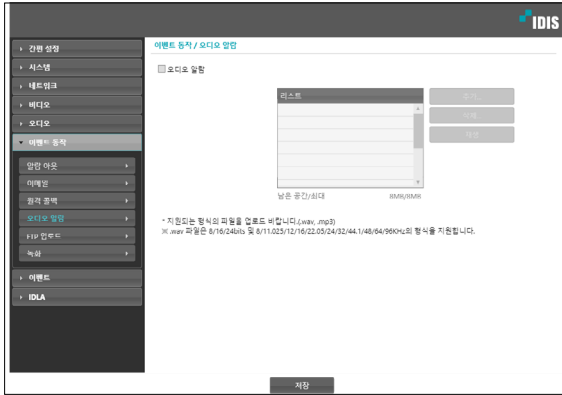 IDIS
간편 설정
시스템
네트워크
비디오
오디오
이벤트 동작
알람 아웃
이메일
원격 콜백
오디오 알람
FTP 업로드
녹화
이벤트
IDLA
이벤트 동작 / 오디오 알람
오디오 알람
리스트
추가...
삭제...
남은 공간/최대
* 지원되는 형식의 파일을 업로드 바랍니다.(.wav, .mp3)
※ .wav 파일은 8/16/24bits 및 8/11.025/12/16/22.05/24/32/44.1/48/64/96KHz의 형식을 지원합니다.
저장